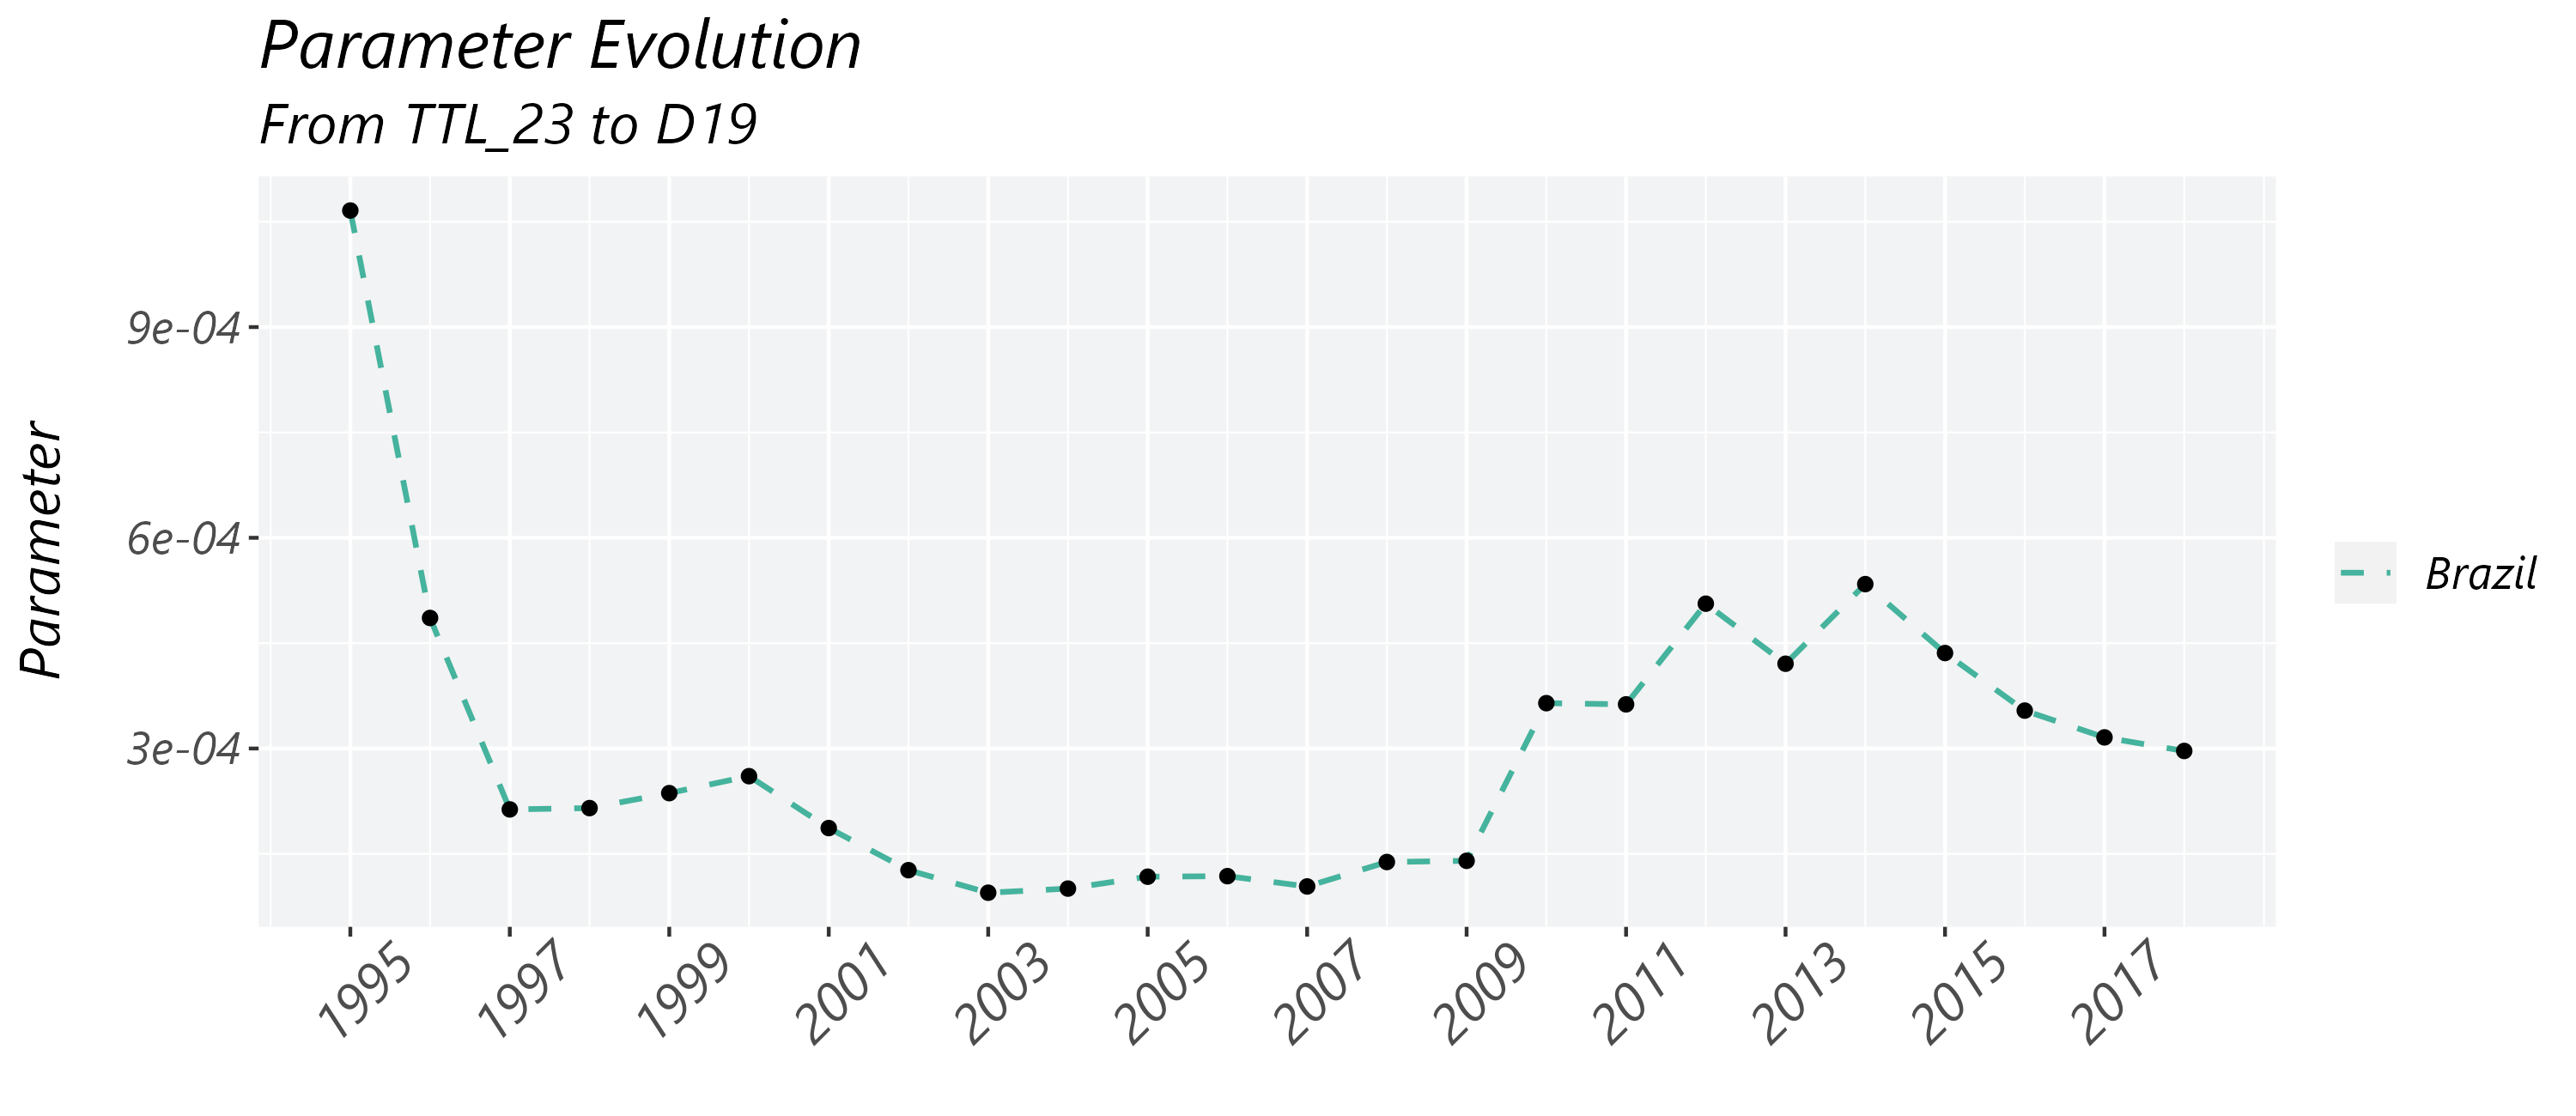 Parameter Evolution
From TTL_23 to D19
Parameter
9e-04
6e-04
3e-04
1995
1997
1999
2001
2003
2005
2007
2009
2011
2013
2015
2017
Brazil